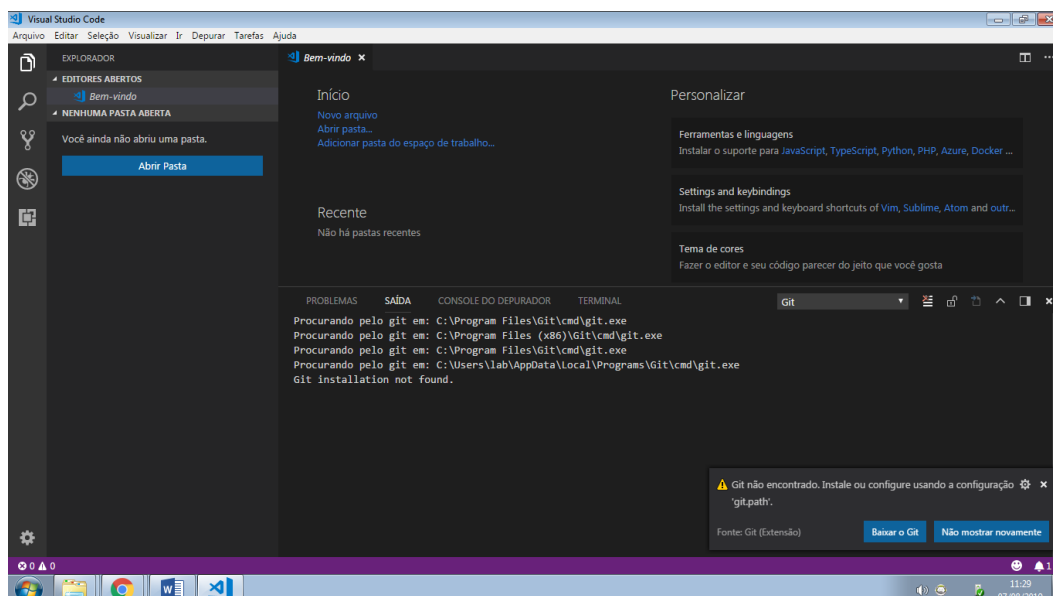 Visual Studio Code
Arquivo Editar Seleção Visualizar Ir Depurar Tarefas Ajuda
EXPLORADOR
EDITORES ABERTOS
Bem-vindo
NENHUMA PASTA ABERTA
Você ainda não abriu uma pasta.
Abrir Pasta
Bem-vindo
Início
Novo arquivo
Abrir pasta...
Adicionar pasta do espaço de trabalho...
Recente
Não há pastas recentes
Personalizar
Ferramentas e linguagens
Instalar o suporte para JavaScript, TypeScript, Python, PHP, Azure, Docker ...
Settings and keybindings
Install the settings and keyboard shortcuts of Vim, Sublime, Atom and outr...
Tema de cores
Fazer o editor e seu código parecer do jeito que você gosta
PROBLEMAS SAÍDA CONSOLE DO DEPURADOR TERMINAL Git
Procurando pelo git em: C:\Program Files\Git\cmd\git.exe
Procurando pelo git em: C:\Program Files (x86)\Git\cmd\git.exe
Procurando pelo git em: C:\Program Files\Git\cmd\git.exe
Procurando pelo git em: C:\Users\lab\AppData\Local\Programs\Git\cmd\git.exe
Git installation not found.
Git não encontrado. Instale ou configure usando a configuração
'git.path'.
Fonte: Git (Extensão)
Baixar o Git
Não mostrar novamente
0 0
1
11:29